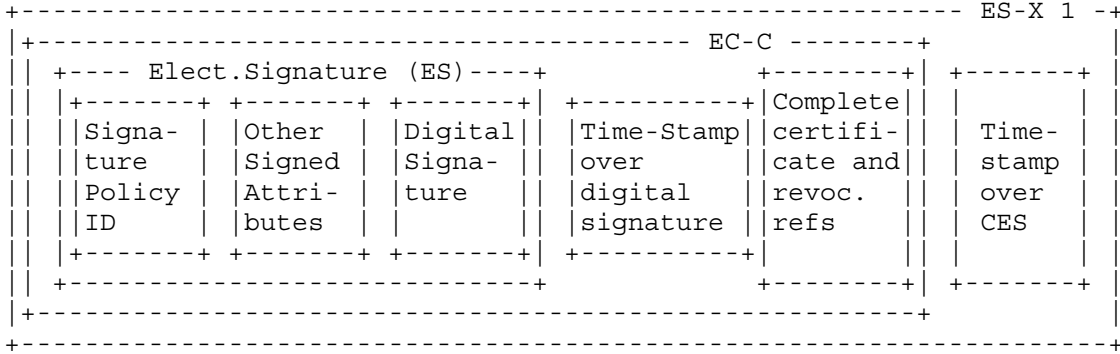 ES-X 1
EC-C
Elect.Signature (ES)
Complete
Signa- Other Digital Time-Stamp certifi- Time-
ture Signed Signa- over cate and stamp
Policy Attri- ture digital revoc. over
ID butes signature refs CES